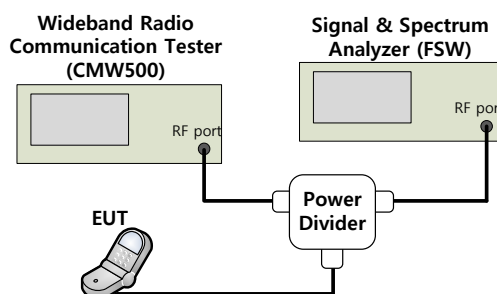 Wideband Radio
Communication Tester
(CMW500)
Signal & Spectrum
Analyzer (FSW)
RF port
RF port
Power
Divider
EUT